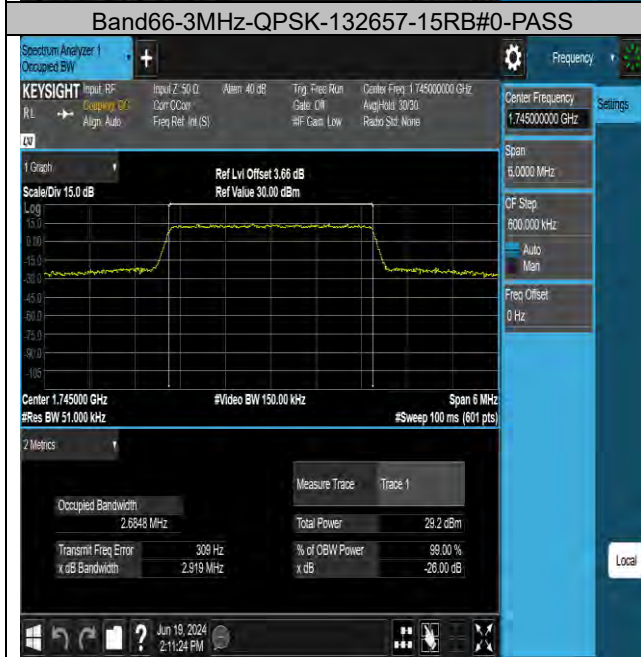 Band66-3MHz-QPSK-132657-15RB#0-PASS
Spectrum Analyzer 1
Occupied BW
+
Frequency
KEYSIGHT Input: RF
RL
Coupling: DC
Align: Auto
Input Z: 50 Ω
Corr CCorr
Freq Ref: Int (S)
Atten: 40 dB
Trig: Free Run
Gate: Off
#IF Gain: Low
Center Freq: 1.745000000 GHz
Avg|Hold: 30/30
Radio Std: None
LXI
Center Frequency
1.745000000 GHz
Settings
Span
6.0000 MHz
CF Step
600.000 kHz
Auto
Man
Freq Offset
0 Hz
1 Graph
Scale/Div 15.0 dB
Ref Lvl Offset 3.66 dB
Ref Value 30.00 dBm
Log
15.0
0.00
-15.0
-30.0
-45.0
-60.0
-75.0
-90.0
-105
Center 1.745000 GHz
#Video BW 150.00 kHz
Span 6 MHz
#Res BW 51.000 kHz
#Sweep 100 ms (601 pts)
2 Metrics
Measure Trace Trace 1
Occupied Bandwidth
2.6848 MHz
Total Power 29.2 dBm
Transmit Freq Error 309 Hz
% of OBW Power 99.00 %
x dB Bandwidth 2.919 MHz
x dB -26.00 dB
Local
?
Jun 19, 2024
2:11:24 PM